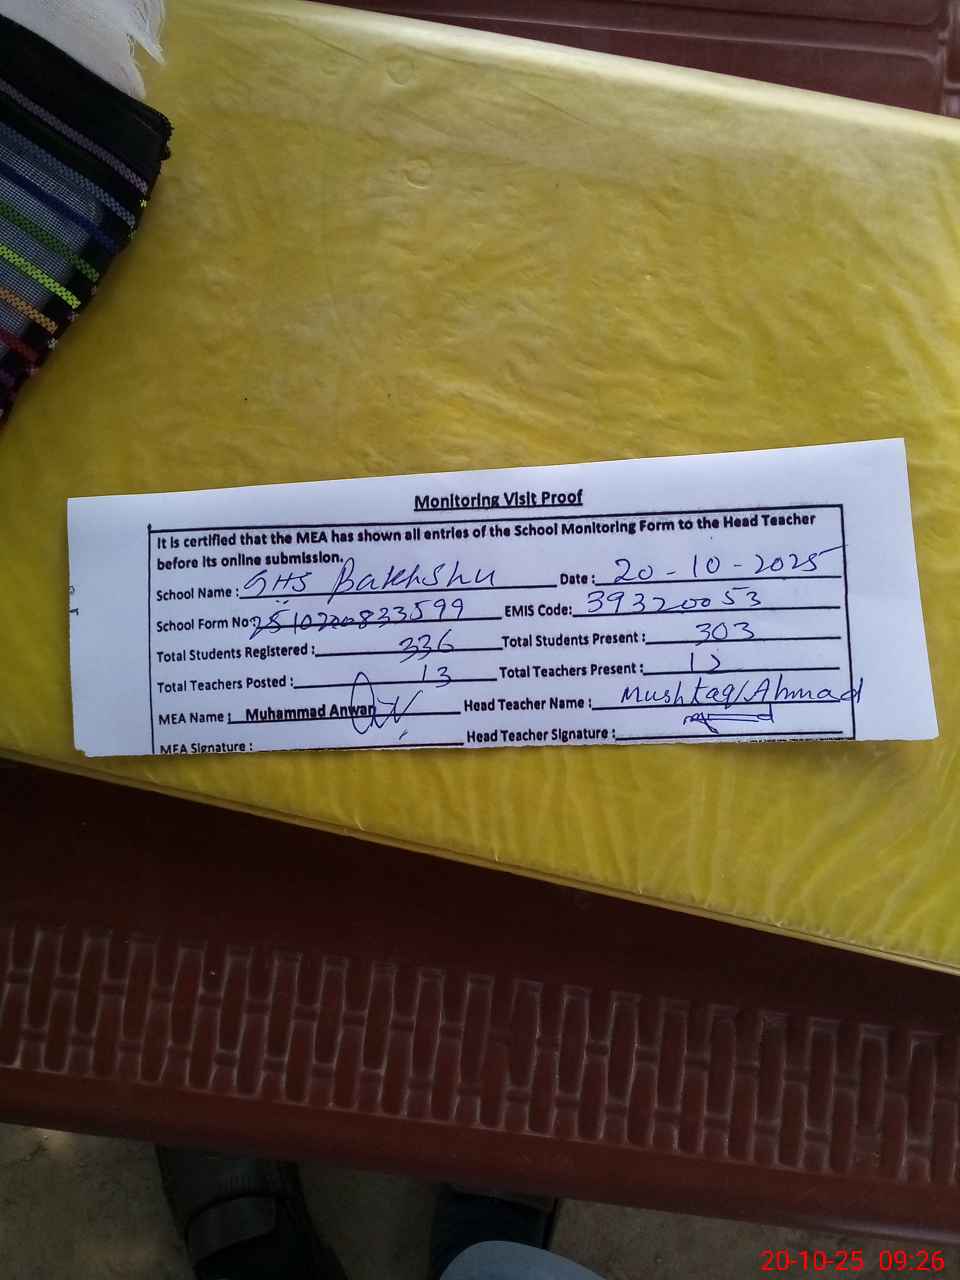 Monitoring Visit Proof
It is certified that the MEA has shown all entries of the School Monitoring Form to the Head Teacher
before its online submission.
School Name : GHS Bakhshu Date : 20-10-2025
School Form No: EMIS Code: 39320053
Total Students Registered : 336 Total Students Present : 303
Total Teachers Posted : 13 Total Teachers Present :
MEA Name : Muhammad Anwar Head Teacher Name : Mushtaq Ahmad
MEA Signature : Head Teacher Signature :
20-10-25 09:26